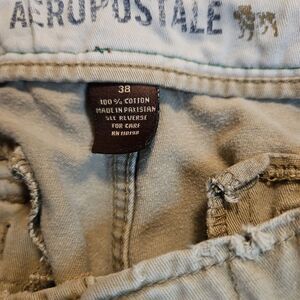 AEROPOSTALE
38
100% COTTON
MADE IN PAKISTAN
SEE REVERSE
FOR CARE